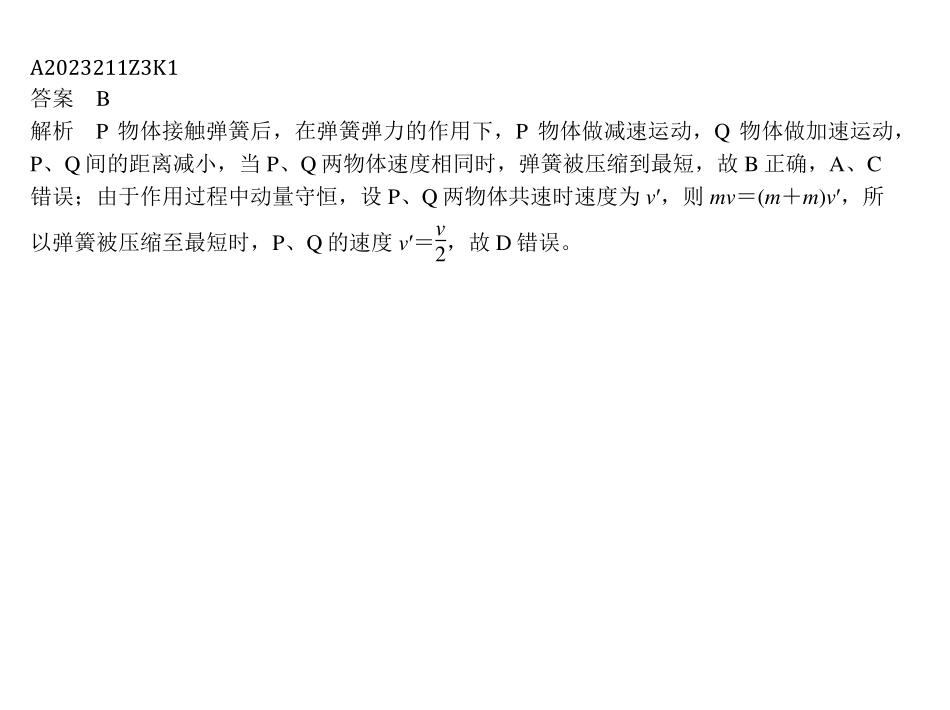 A2023211Z3K1
答案　B
解析　P 物体接触弹簧后，在弹簧弹力的作用下，P 物体做减速运动，Q 物体做加速运动，
P、Q间的距离减小，当 P、Q两物体速度相同时，弹簧被压缩到最短，故 B 正确，A、C
错误；由于作用过程中动量守恒，设 P、Q 两物体共速时速度为 v′，则 mv＝(m＋m)v′，所
以弹簧被压缩至最短时，P、Q 的速度 v′＝v/2，故 D 错误。